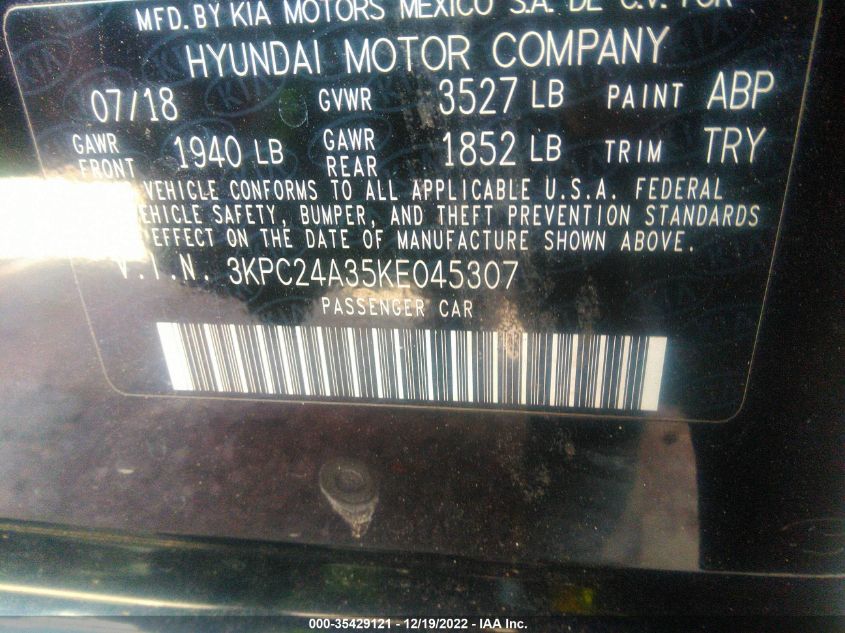 MFD. BY KIA MOTORS MEXICO S.A. DE C.V. FOR
HYUNDAI MOTOR COMPANY
07/18 GVWR 3527 LB PAINT ABP
GAWR FRONT 1940 LB GAWR REAR 1852 LB TRIM TRY
VEHICLE CONFORMS TO ALL APPLICABLE U.S.A. FEDERAL
VEHICLE SAFETY, BUMPER, AND THEFT PREVENTION STANDARDS
EFFECT ON THE DATE OF MANUFACTURE SHOWN ABOVE.
V.I.N. 3KPC24A35KE045307
PASSENGER CAR
000-35429121 - 12/19/2022 - IAA Inc.